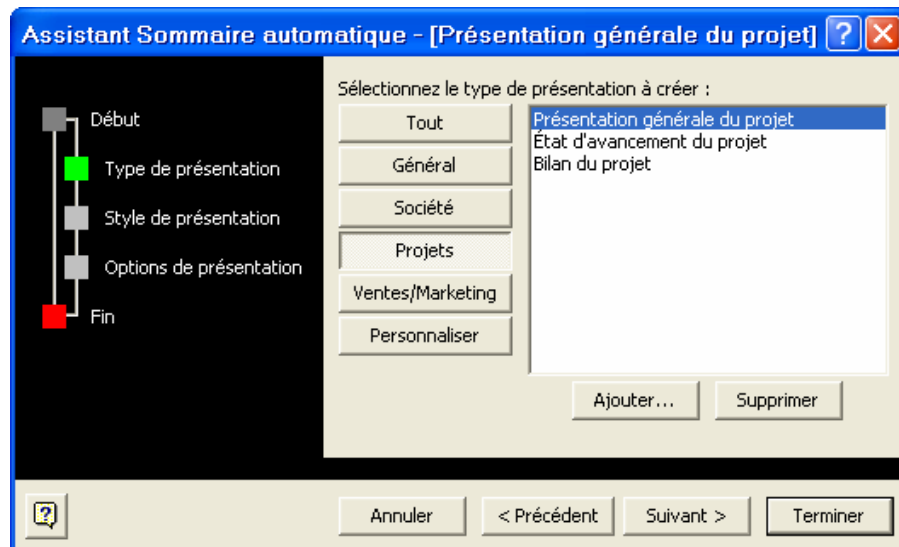 Assistant Sommaire automatique - [Présentation générale du projet]
Début
Type de présentation
Style de présentation
Options de présentation
Fin
Sélectionnez le type de présentation à créer :
Tout
Général
Société
Projets
Ventes/Marketing
Personnaliser
Présentation générale du projet
État d'avancement du projet
Bilan du projet
Ajouter...
Supprimer
Annuler
< Précédent
Suivant >
Terminer